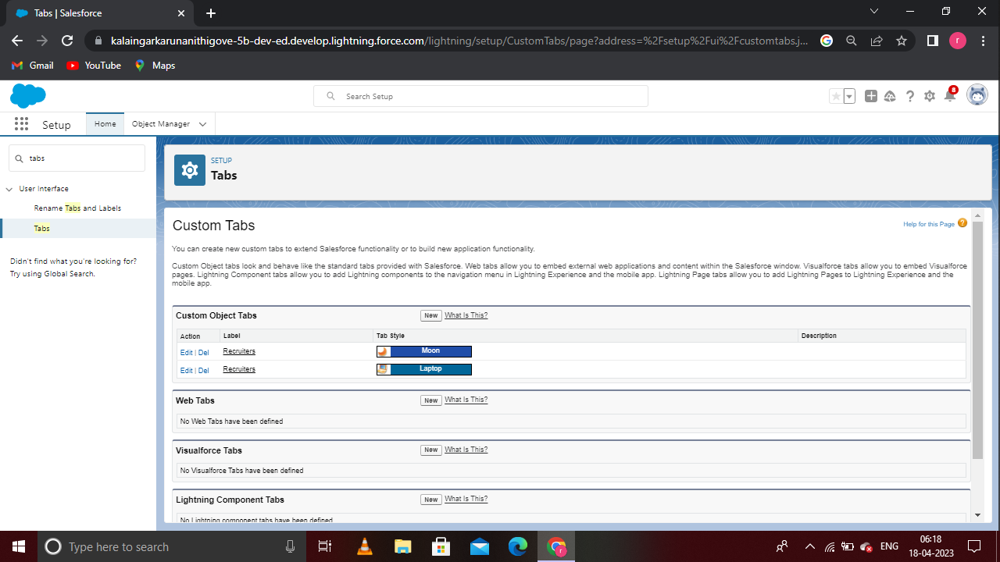 Tabs | Salesforce
kalaingarkarunanithigove-5b-dev-ed.develop.lightning.force.com/lightning/setup/CustomTabs/page?address=%2Fsetup%2Fui%2Fcustomtabs.j...
r
Gmail
YouTube
Maps
Search Setup
8
Setup
Home
Object Manager
tabs
User Interface
Rename Tabs and Labels
Tabs
Didn't find what you're looking for?
Try using Global Search.
SETUP
Tabs
Custom Tabs
Help for this Page ?
You can create new custom tabs to extend Salesforce functionality or to build new application functionality.
Custom Object tabs look and behave like the standard tabs provided with Salesforce. Web tabs allow you to embed external web applications and content within the Salesforce window. Visualforce tabs allow you to embed Visualforce
pages. Lightning Component tabs allow you to add Lightning components to the navigation menu in Lightning Experience and the mobile app. Lightning Page tabs allow you to add Lightning Pages to Lightning Experience and the
mobile app.
Custom Object Tabs New What Is This?
Action Label Tab Style Description
Edit | Del Recruiters Moon
Edit | Del Recruiters Laptop
Web Tabs New What Is This?
No Web Tabs have been defined
Visualforce Tabs New What Is This?
No Visualforce Tabs have been defined
Lightning Component Tabs New What Is This?
No Lightning component tabs have been defined
Type here to search
r
ENG
06:18
18-04-2023